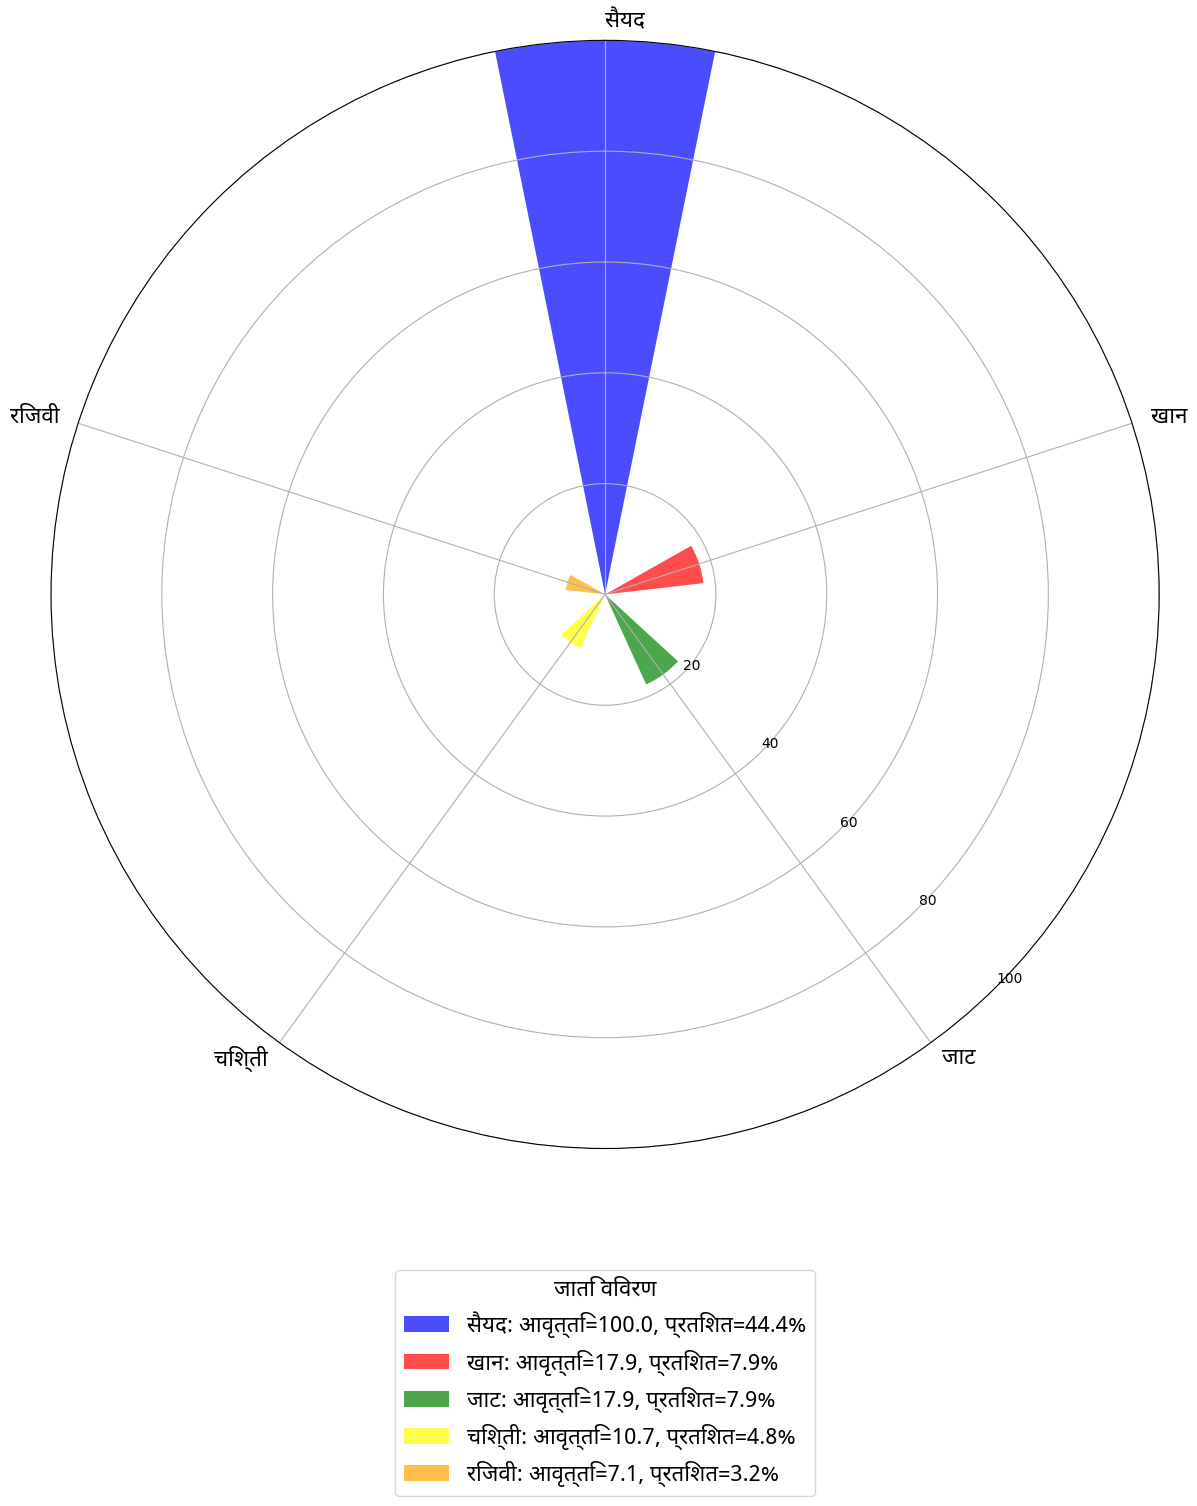 सैयद
रजिवी
खान
20
40
60
80
100
चश्तिी
जाट
जाति विवरण
सैयद: आवृत्ति=100.0, प्रतिशत=44.4%
खान: आवृत्ति=17.9, प्रतिशत=7.9%
जाट: आवृत्ति=17.9, प्रतिशत=7.9%
चिश्ती: आवृत्ति=10.7, प्रतिशत=4.8%
रजिवी: आवृत्ति=7.1, प्रतिशत=3.2%